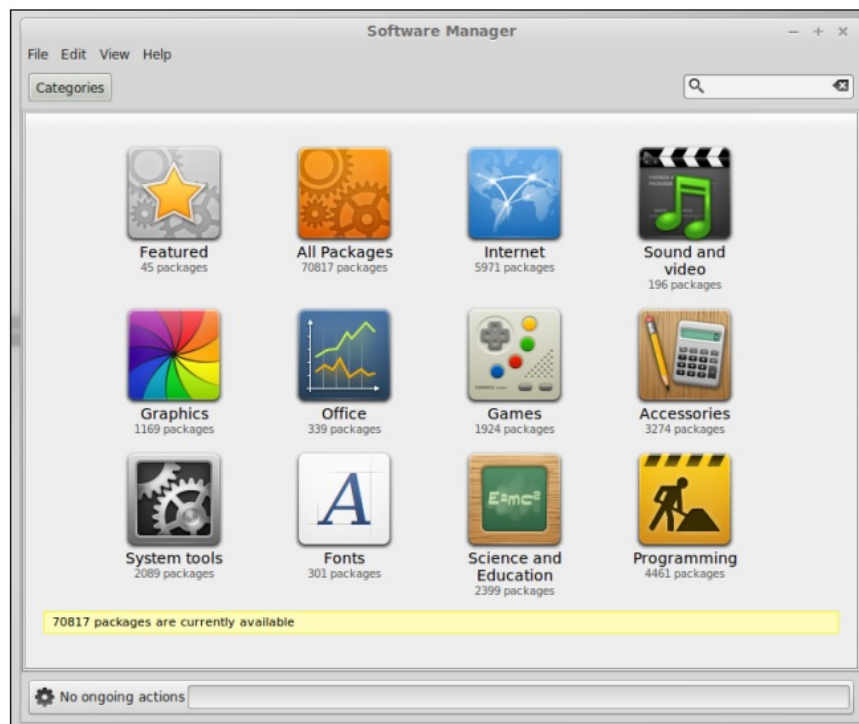 Software Manager
File Edit View Help
Categories
Featured
45 packages
All Packages
70817 packages
Internet
5971 packages
Sound and
video
196 packages
Graphics
1169 packages
Office
339 packages
Games
1924 packages
Accessories
3274 packages
System tools
2089 packages
Fonts
301 packages
E=mc²
Science and
Education
2399 packages
Programming
4461 packages
70817 packages are currently available
No ongoing actions